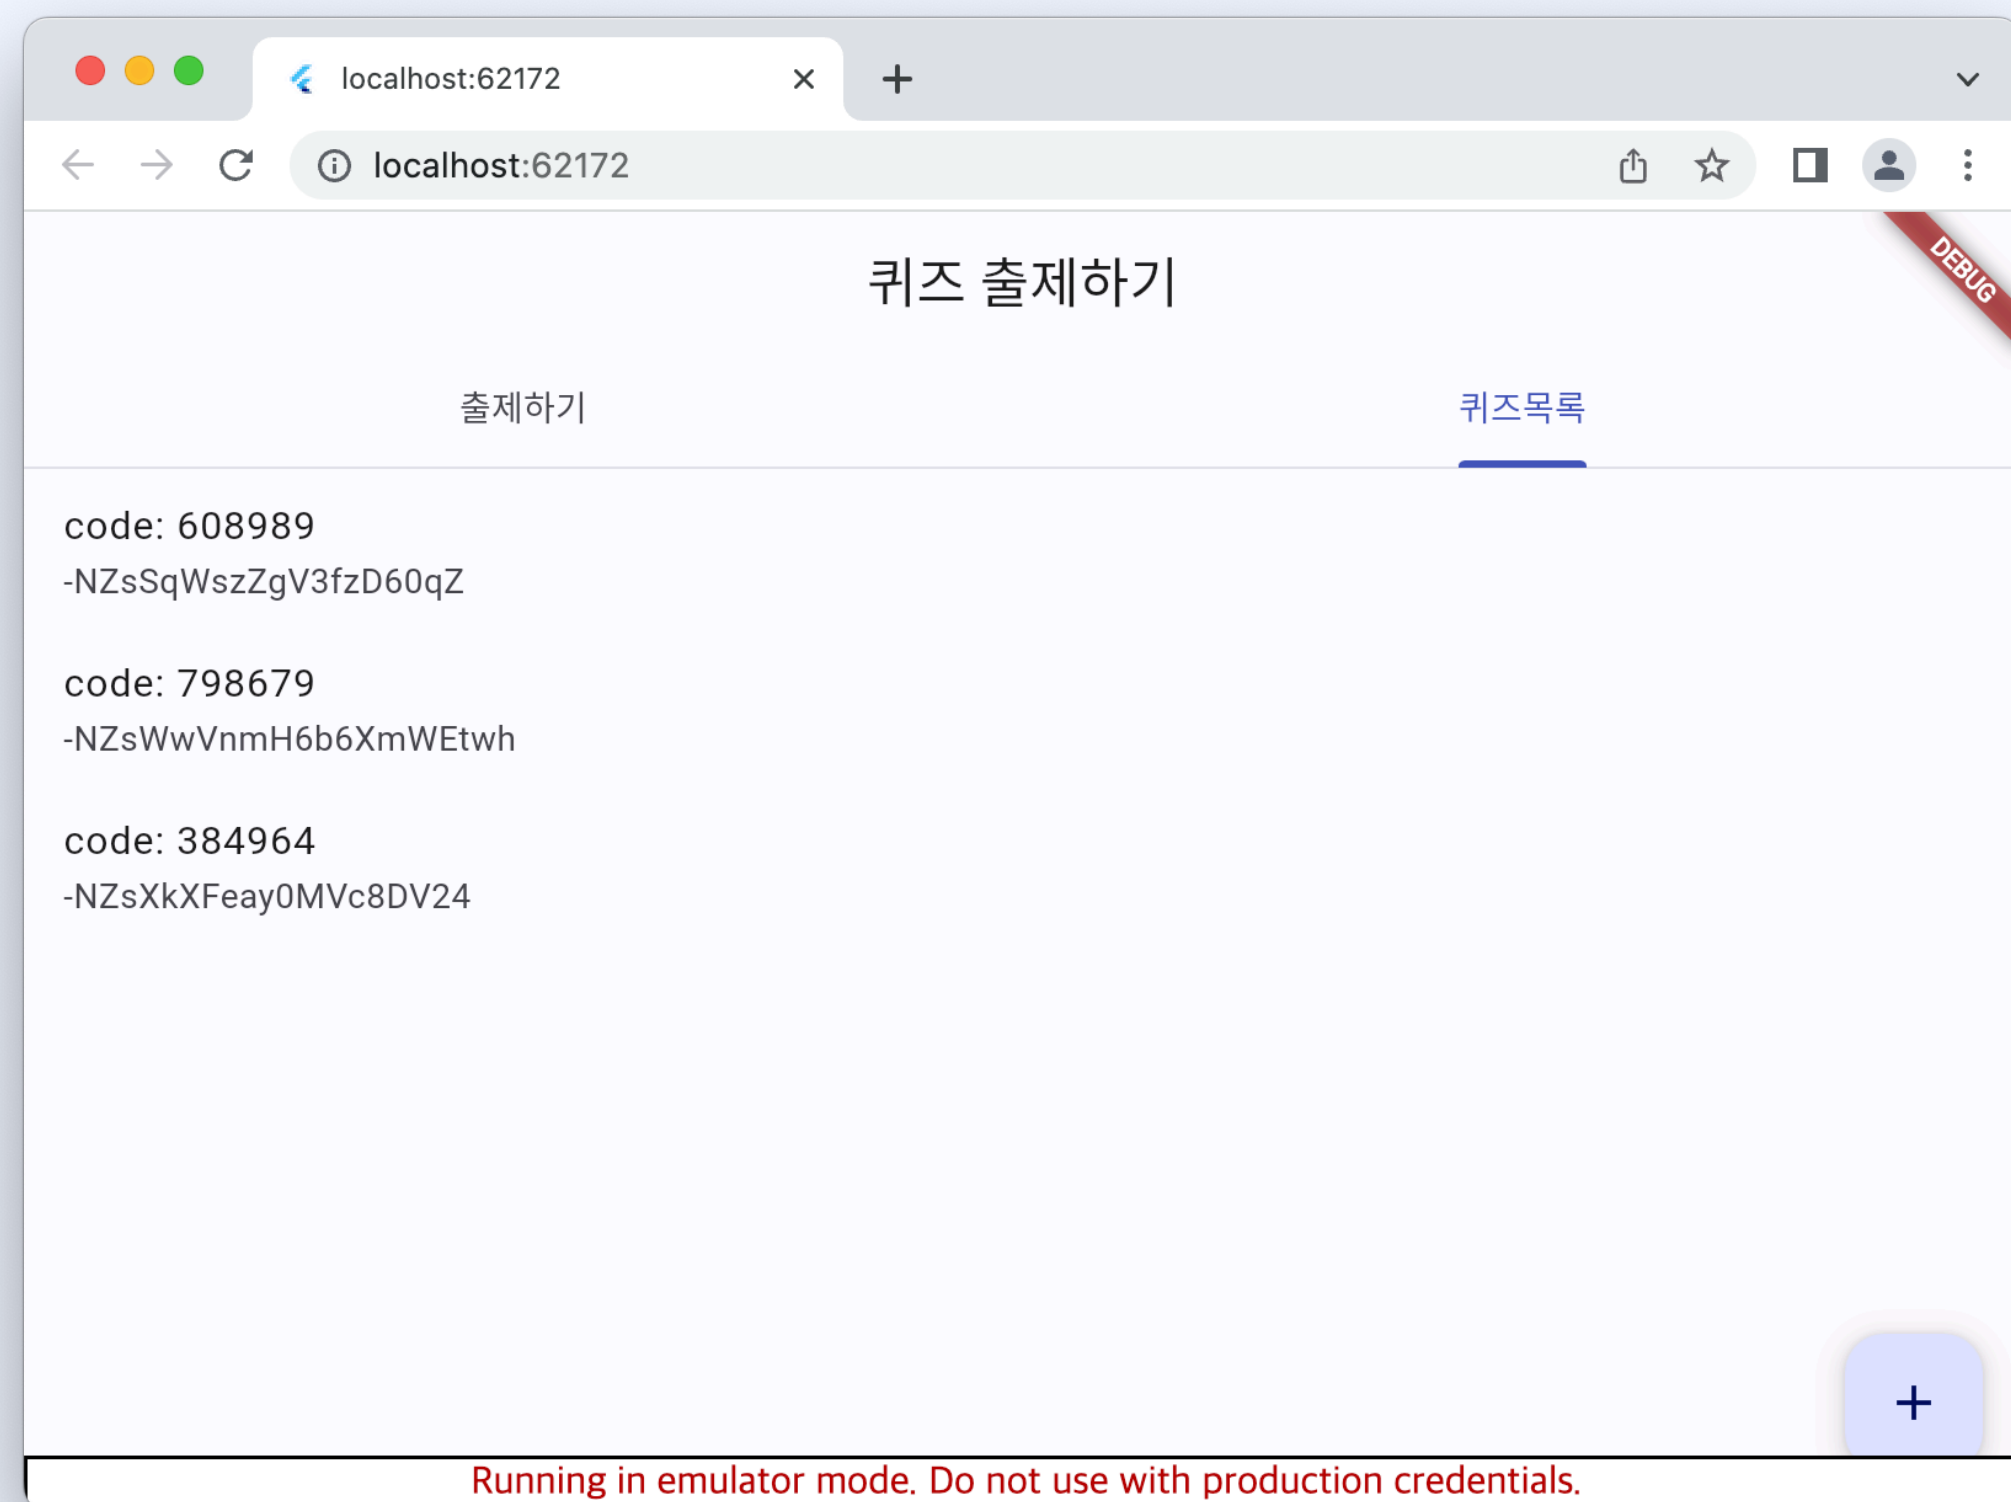 localhost:62172
localhost:62172
DEBUG
퀴즈 출제하기
출제하기
퀴즈목록
code: 608989
-NZsSqWszZgV3fzD60qZ
code: 798679
-NZsWwVnmH6b6XmWEtwh
code: 384964
-NZsXkXFeay0MVc8DV24
Running in emulator mode. Do not use with production credentials.